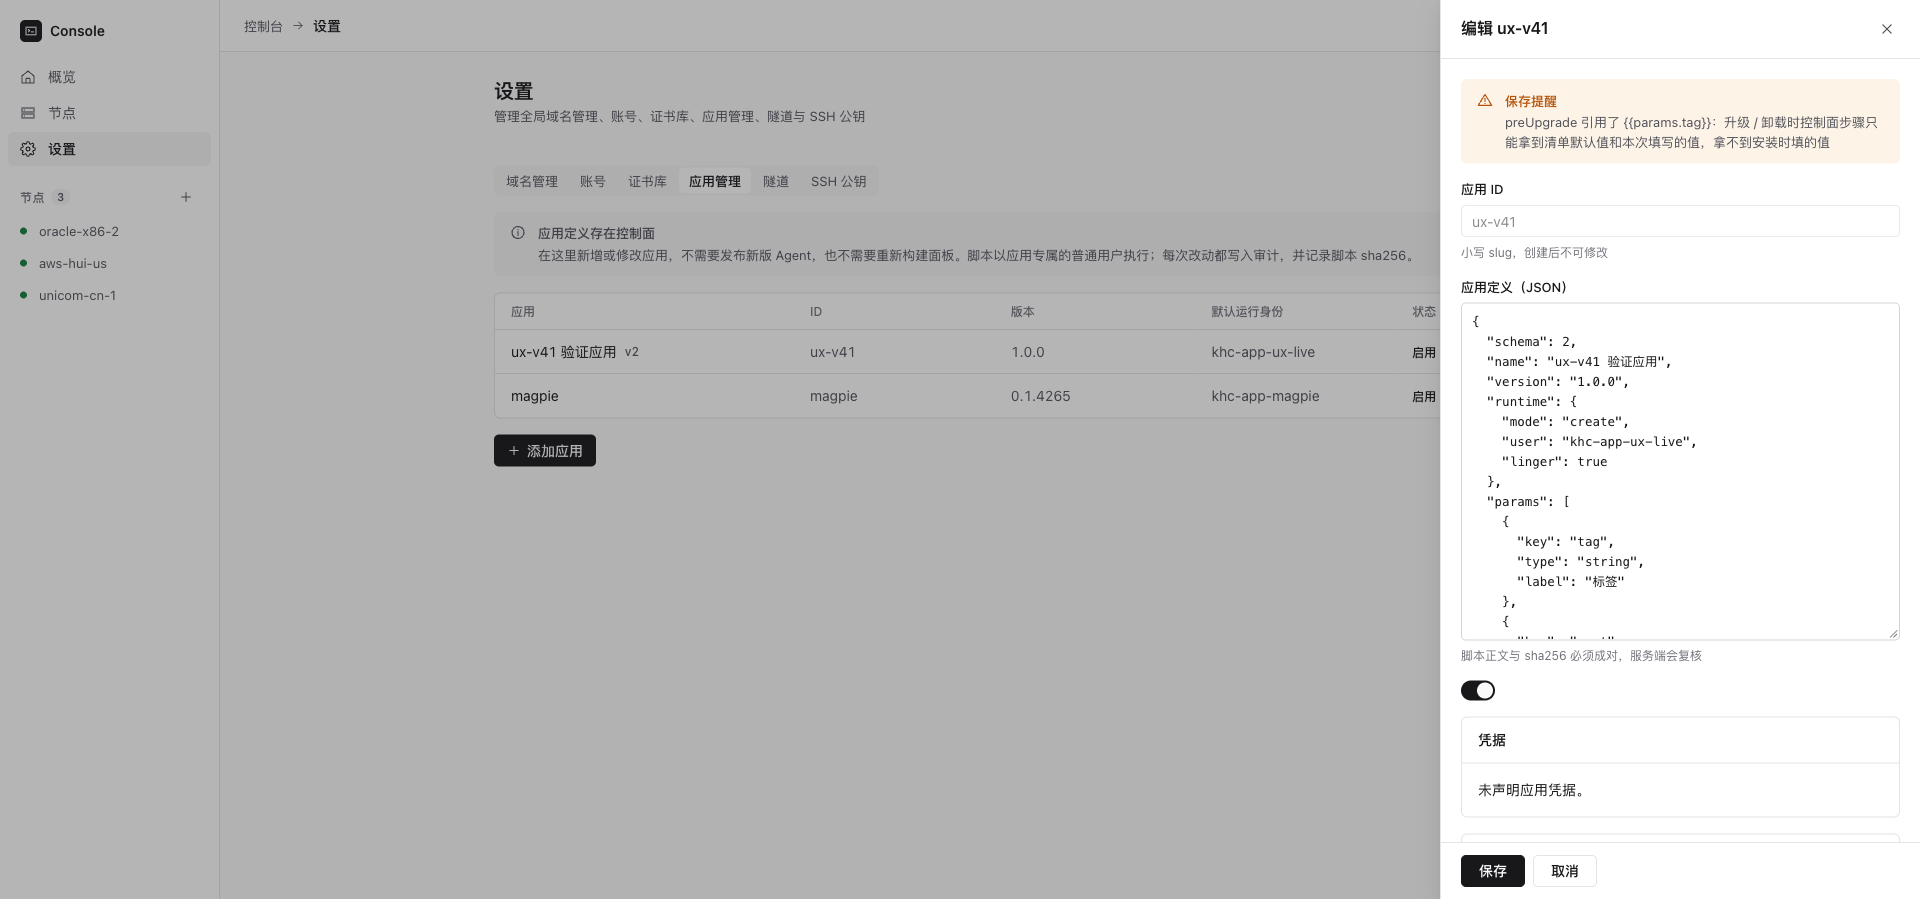 Console
概览
节点
设置
节点 3
oracle-x86-2
aws-hui-us
unicom-cn-1
控制台 → 设置
设置
管理全局域名管理、账号、证书库、应用管理、隧道与 SSH 公钥
域名管理 账号 证书库 应用管理 隧道 SSH 公钥
应用定义存在控制面
在这里新增或修改应用，不需要发布新版 Agent，也不需要重新构建面板。脚本以应用专属的普通用户执行；每次改动都写入审计，并记录脚本 sha256。
应用 ID 版本 默认运行身份 状态
ux-v41 验证应用 v2 ux-v41 1.0.0 khc-app-ux-live 启用
magpie magpie 0.1.4265 khc-app-magpie 启用
+ 添加应用
编辑 ux-v41
保存提醒
preUpgrade 引用了 {{params.tag}}：升级 / 卸载时控制面步骤只
能拿到清单默认值和本次填写的值，拿不到安装时填的值
应用 ID
ux-v41
小写 slug，创建后不可修改
应用定义（JSON）
{
"schema": 2,
"name": "ux-v41 验证应用",
"version": "1.0.0",
"runtime": {
"mode": "create",
"user": "khc-app-ux-live",
"linger": true
},
"params": [
{
"key": "tag",
"type": "string",
"label": "标签"
},
{
脚本正文与 sha256 必须成对，服务端会复核
凭据
未声明应用凭据。
保存 取消